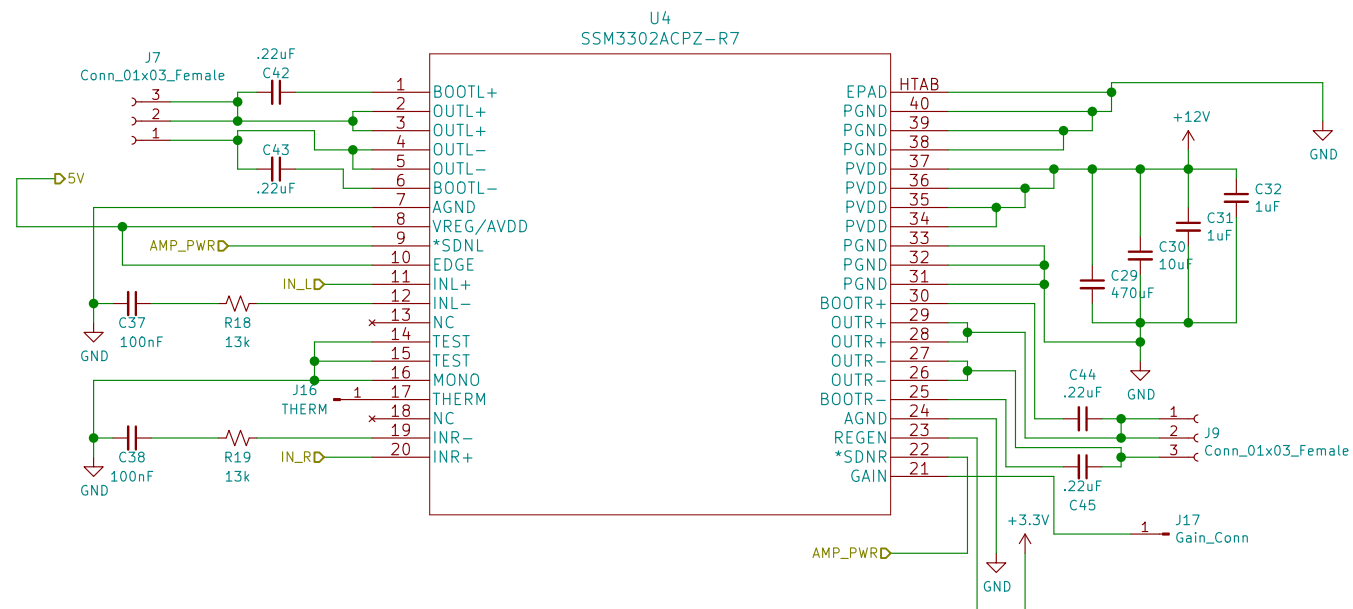 U4
SSM3302ACPZ-R7
J7
Conn_01x03_Female
3
2
1
.22uF
C42
C43
.22uF
5V
AMP_PWR
IN_L
C37
100nF
R18
13k
GND
J16
THERM
1
C38
100nF
R19
13k
GND
IN_R
1 BOOTL+
2 OUTL+
3 OUTL+
4 OUTL-
5 OUTL-
6 BOOTL-
7 AGND
8 VREG/AVDD
9 *SDNL
10 EDGE
11 INL+
12 INL-
13 NC
14 TEST
15 TEST
16 MONO
17 THERM
18 NC
19 INR-
20 INR+
EPAD HTAB
PGND 40
PGND 39
PGND 38
PVDD 37
PVDD 36
PVDD 35
PVDD 34
PGND 33
PGND 32
PGND 31
BOOTR+ 30
OUTR+ 29
OUTR+ 28
OUTR- 27
OUTR- 26
BOOTR- 25
AGND 24
REGEN 23
*SDNR 22
GAIN 21
+12V
GND
C32
1uF
C31
1uF
C30
10uF
C29
470uF
GND
C44
.22uF
1
2
3
J9
Conn_01x03_Female
.22uF
C45
+3.3V
1
J17
Gain_Conn
AMP_PWR
GND